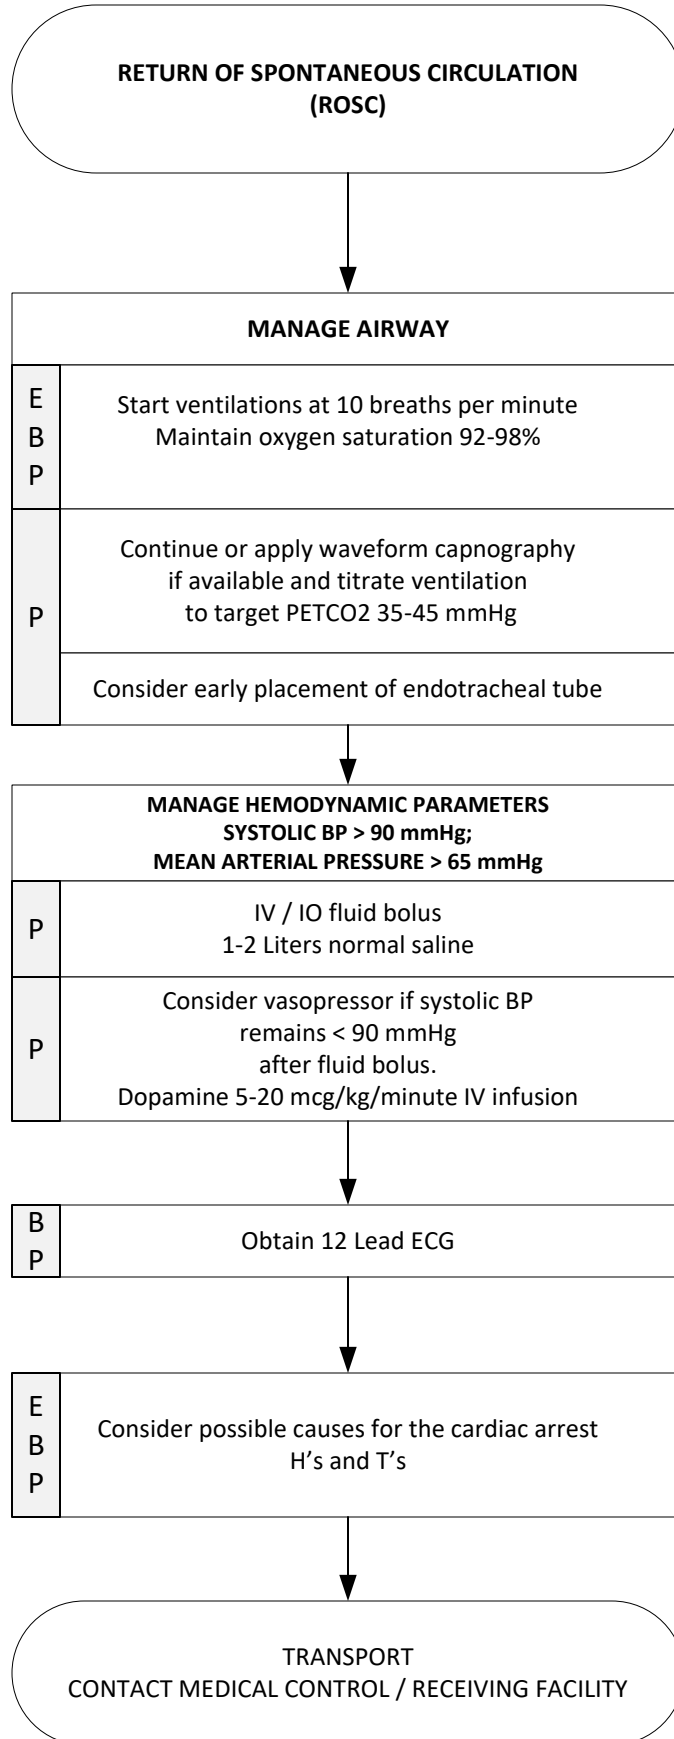 RETURN OF SPONTANEOUS CIRCULATION
(ROSC)
MANAGE AIRWAY
E
B
P
Start ventilations at 10 breaths per minute
Maintain oxygen saturation 92-98%
P
Continue or apply waveform capnography
if available and titrate ventilation
to target PETCO2 35-45 mmHg
Consider early placement of endotracheal tube
MANAGE HEMODYNAMIC PARAMETERS
SYSTOLIC BP > 90 mmHg;
MEAN ARTERIAL PRESSURE > 65 mmHg
P
IV / IO fluid bolus
1-2 Liters normal saline
P
Consider vasopressor if systolic BP
remains < 90 mmHg
after fluid bolus.
Dopamine 5-20 mcg/kg/minute IV infusion
B
P
Obtain 12 Lead ECG
E
B
P
Consider possible causes for the cardiac arrest
H’s and T’s
TRANSPORT
CONTACT MEDICAL CONTROL / RECEIVING FACILITY